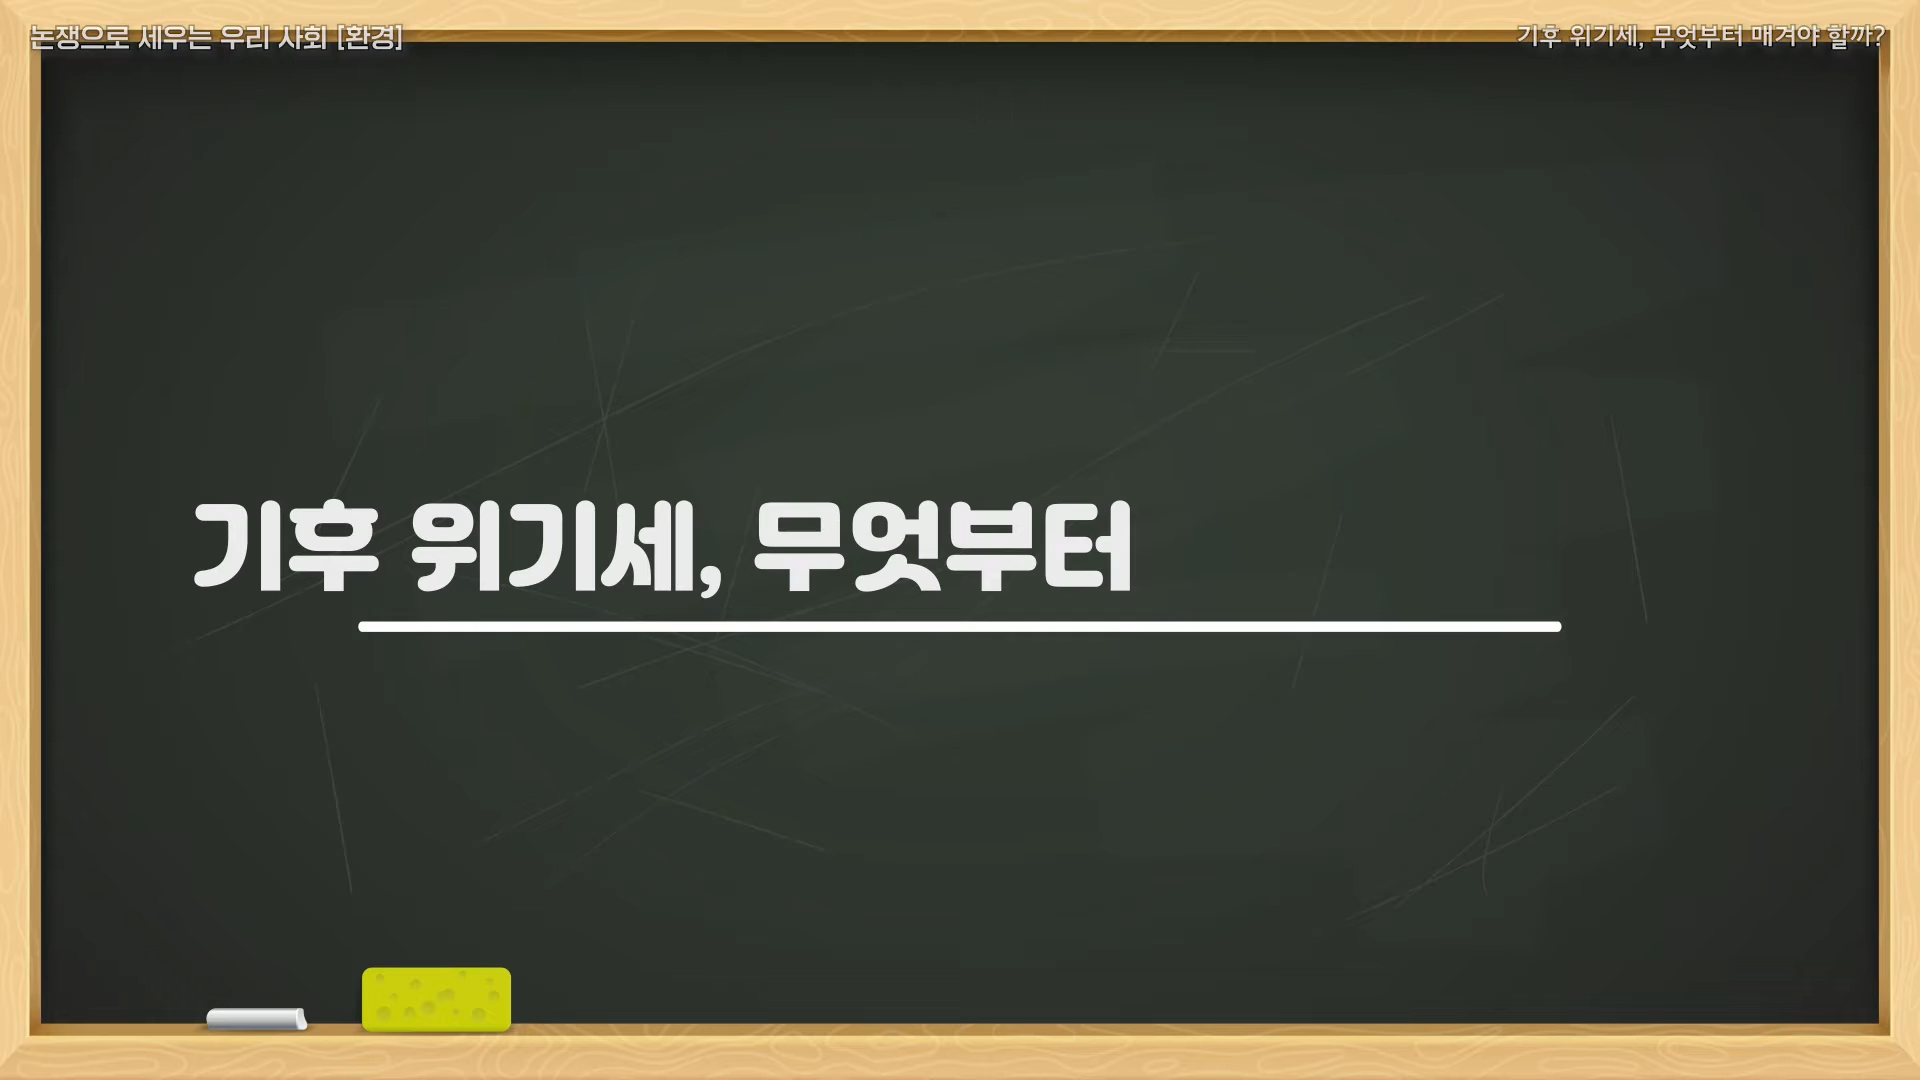 논쟁으로 세우는 우리 사회 [환경]
기후 위기세, 무엇부터 매겨야 할까?
기후 위기세, 무엇부터